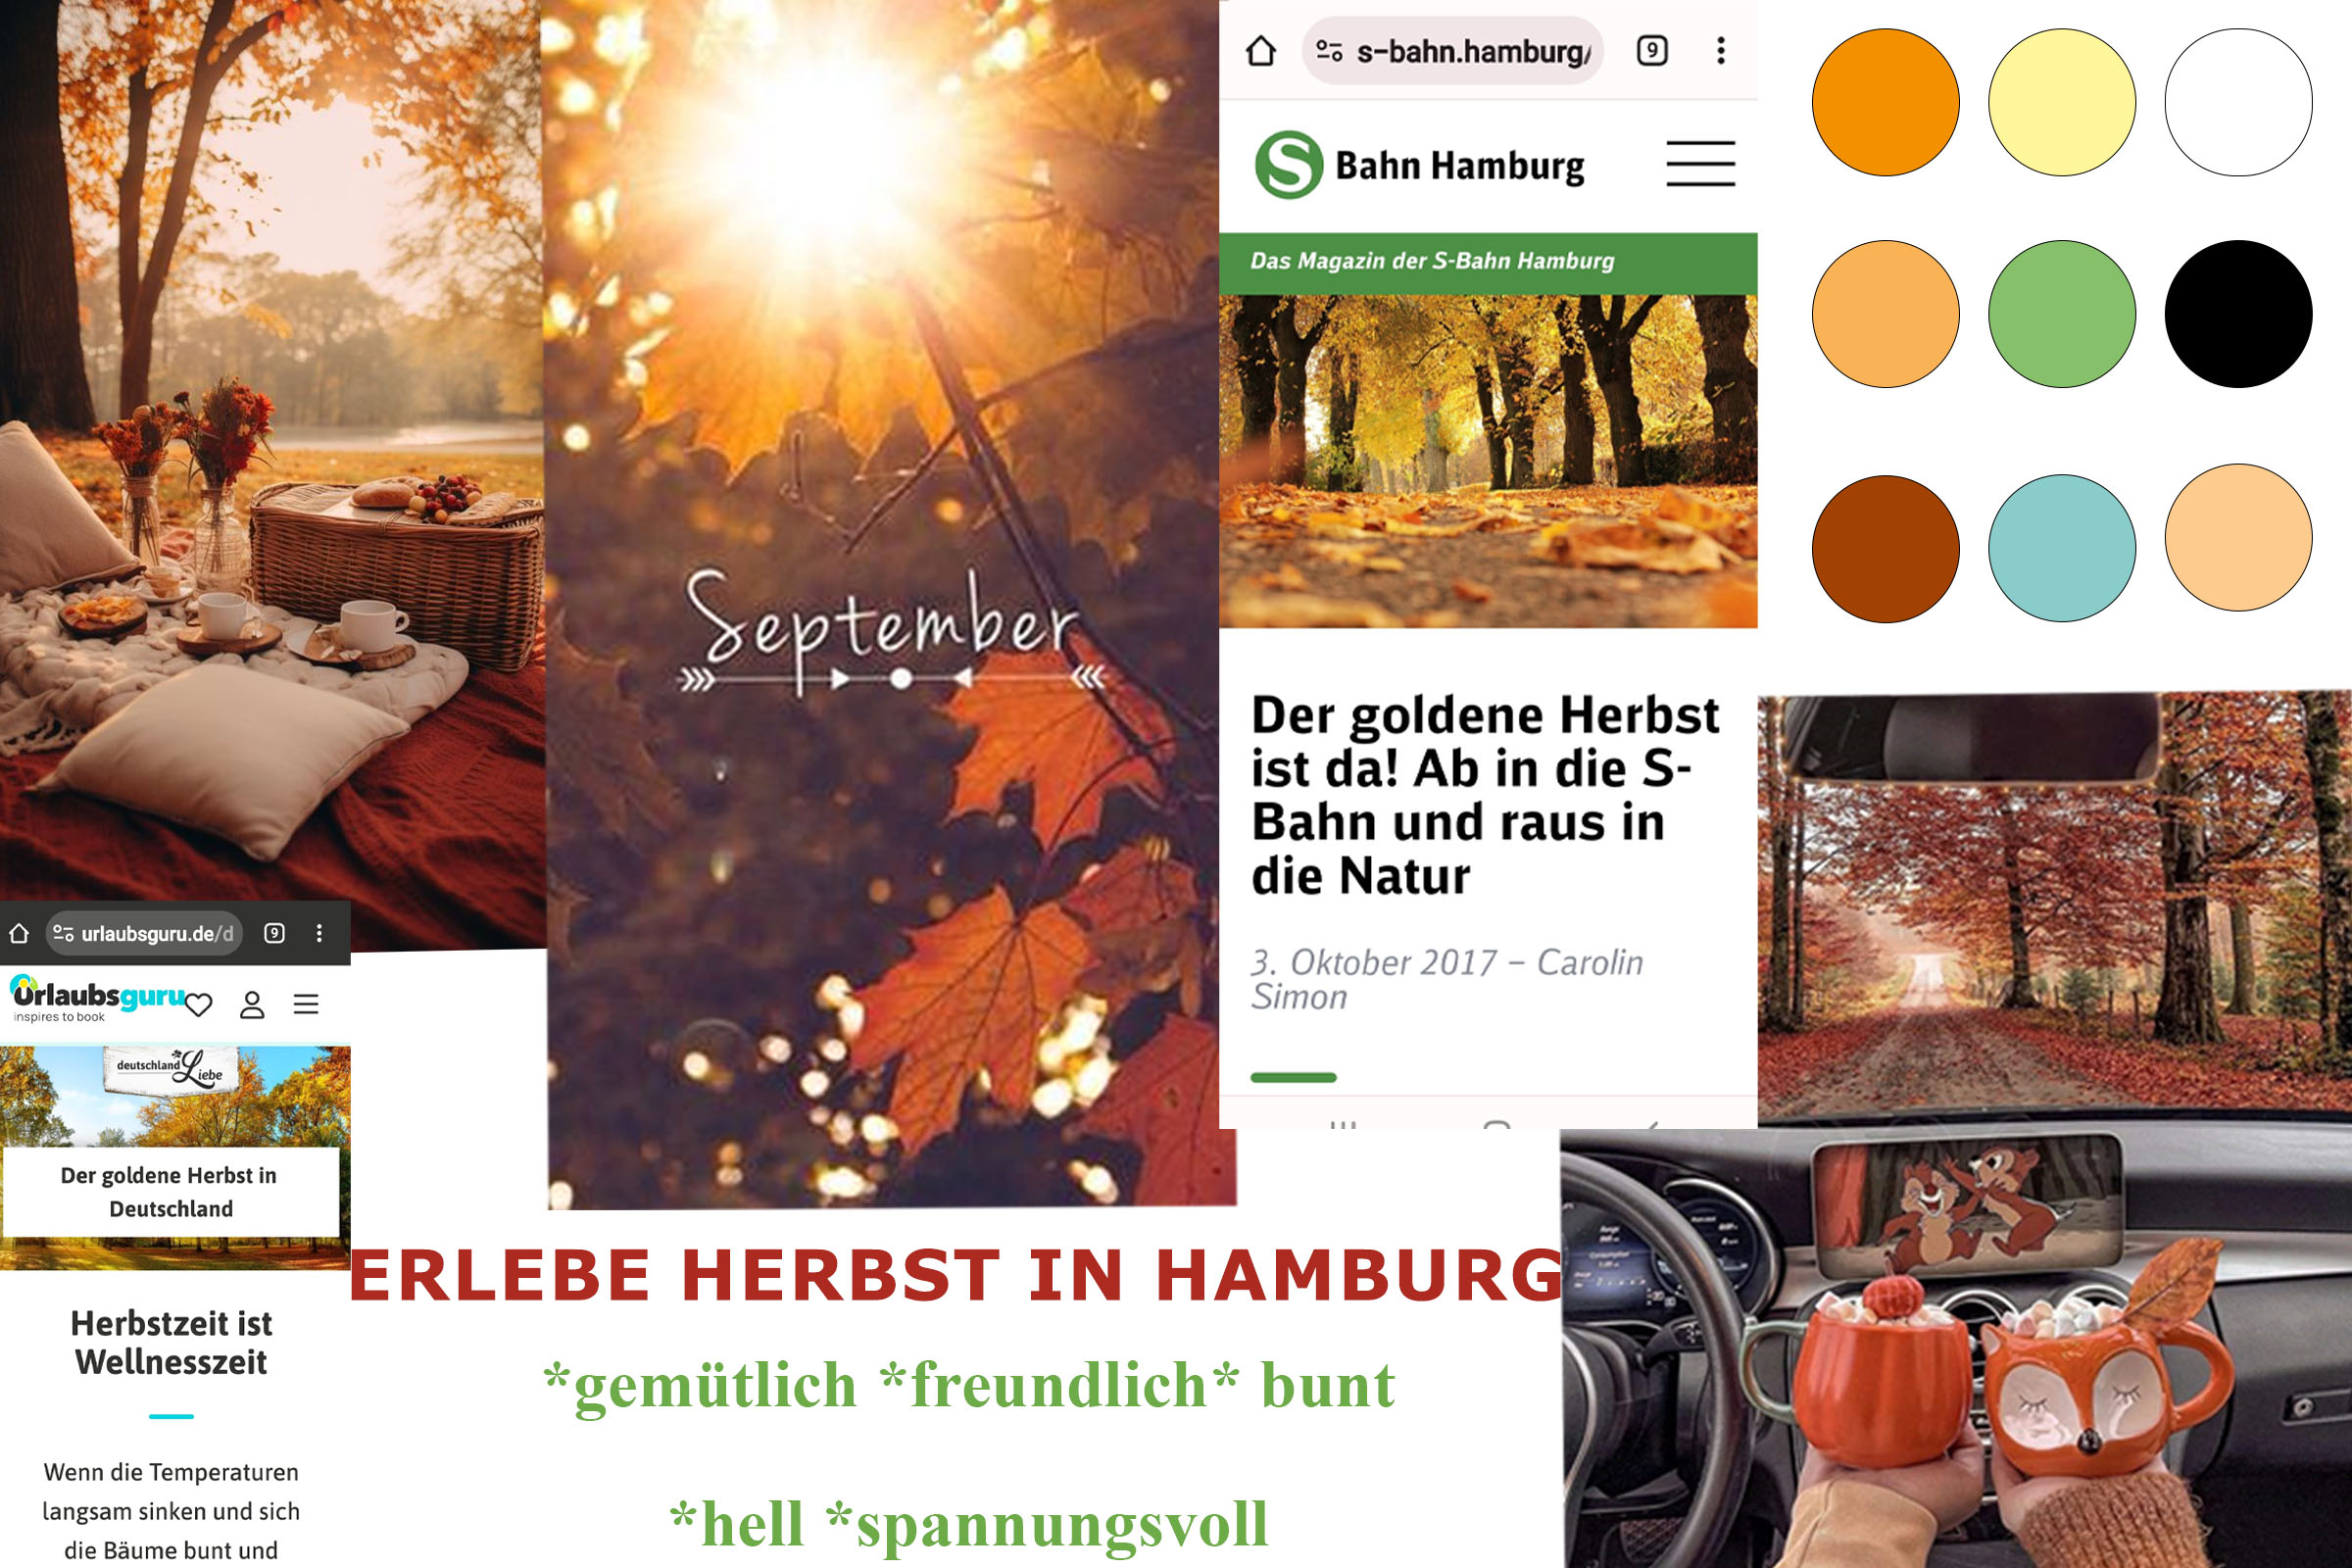 September
s-bahn.hamburg/
9
S Bahn Hamburg
Das Magazin der S-Bahn Hamburg
Der goldene Herbst
ist da! Ab in die S-
Bahn und raus in
die Natur
3. Oktober 2017 – Carolin
Simon
urlaubsguru.de/d
9
Urlaubsguru
inspires to book
deutschland Liebe
Der goldene Herbst in
Deutschland
Herbstzeit ist
Wellnesszeit
Wenn die Temperaturen
langsam sinken und sich
die Bäume bunt und
ERLEBE HERBST IN HAMBURG
*gemütlich *freundlich* bunt
*hell *spannungsvoll